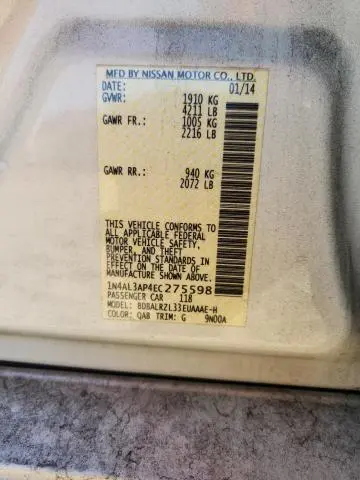 MFD BY NISSAN MOTOR CO., LTD.
DATE: 01/14
GVWR: 1910 KG
4211 LB
GAWR FR.: 1005 KG
2216 LB
GAWR RR.: 940 KG
2072 LB
THIS VEHICLE CONFORMS TO
ALL APPLICABLE FEDERAL
MOTOR VEHICLE SAFETY,
BUMPER, AND THEFT
PREVENTION STANDARDS
IN EFFECT ON THE DATE OF
MANUFACTURE SHOWN ABOVE.
1N4AL3AP4EC275598
PASSENGER CAR 118
MODEL: BDBALRZL33EUAAAE-H
COLOR: QAB TRIM: G 9N00A